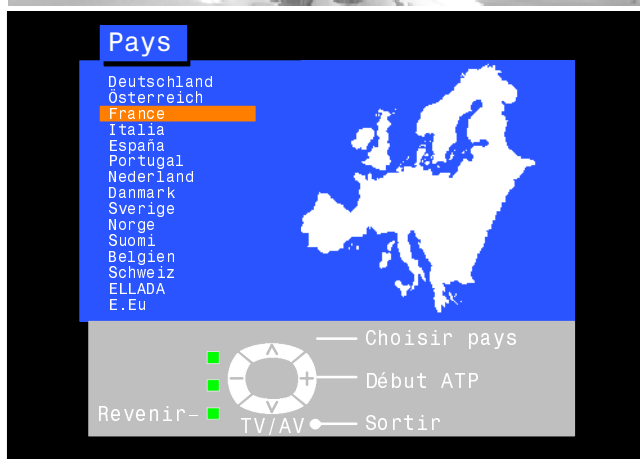 Pays
Deutschland
Österreich
France
Italia
España
Portugal
Nederland
Danmark
Sverige
Norge
Suomi
Belgien
Schweiz
ELLADA
E.Eu
Choisir pays
Début ATP
Revenir
TV/AV
Sortir